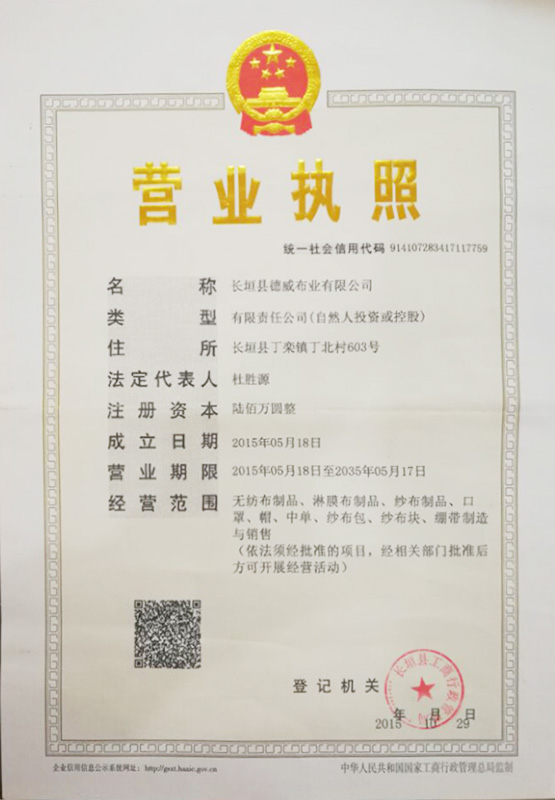 营业执照
统一社会信用代码 914107283417117759
名称 长垣县德威布业有限公司
类型 有限责任公司(自然人投资或控股)
住所 长垣县丁栾镇丁北村603号
法定代表人 杜胜源
注册资本 陆佰万圆整
成立日期 2015年05月18日
营业期限 2015年05月18日至2035年05月17日
经营范围 无纺布制品、淋膜布制品、纱布制品、口
罩、帽、中单、纱布包、纱布块、绷带制造
与销售
(依法须经批准的项目,经相关部门批准后
方可开展经营活动)
登记机关
长垣县工商行政管理局
年 月 日
2015 10 29
企业信用信息公示系统网址: http://gsxt.haaic.gov.cn
中华人民共和国国家工商行政管理总局监制